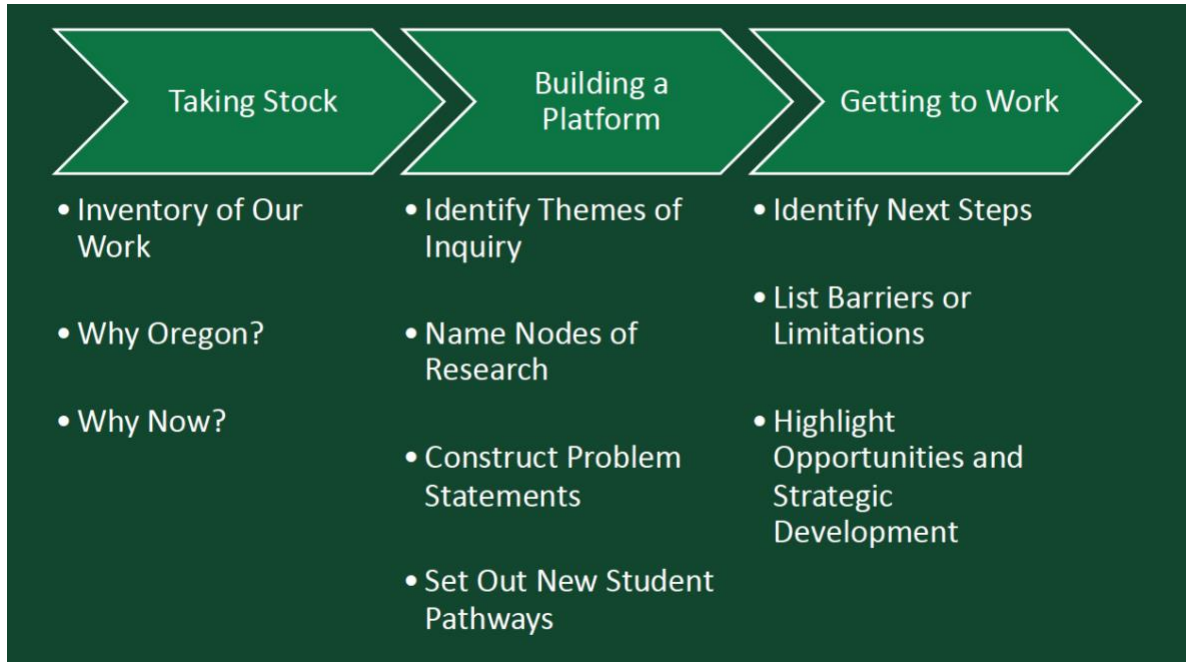 Taking Stock
• Inventory of Our
Work
• Why Oregon?
• Why Now?
Building a
Platform
• Identify Themes of
Inquiry
• Name Nodes of
Research
• Construct Problem
Statements
• Set Out New Student
Pathways
Getting to Work
• Identify Next Steps
• List Barriers or
Limitations
• Highlight
Opportunities and
Strategic
Development